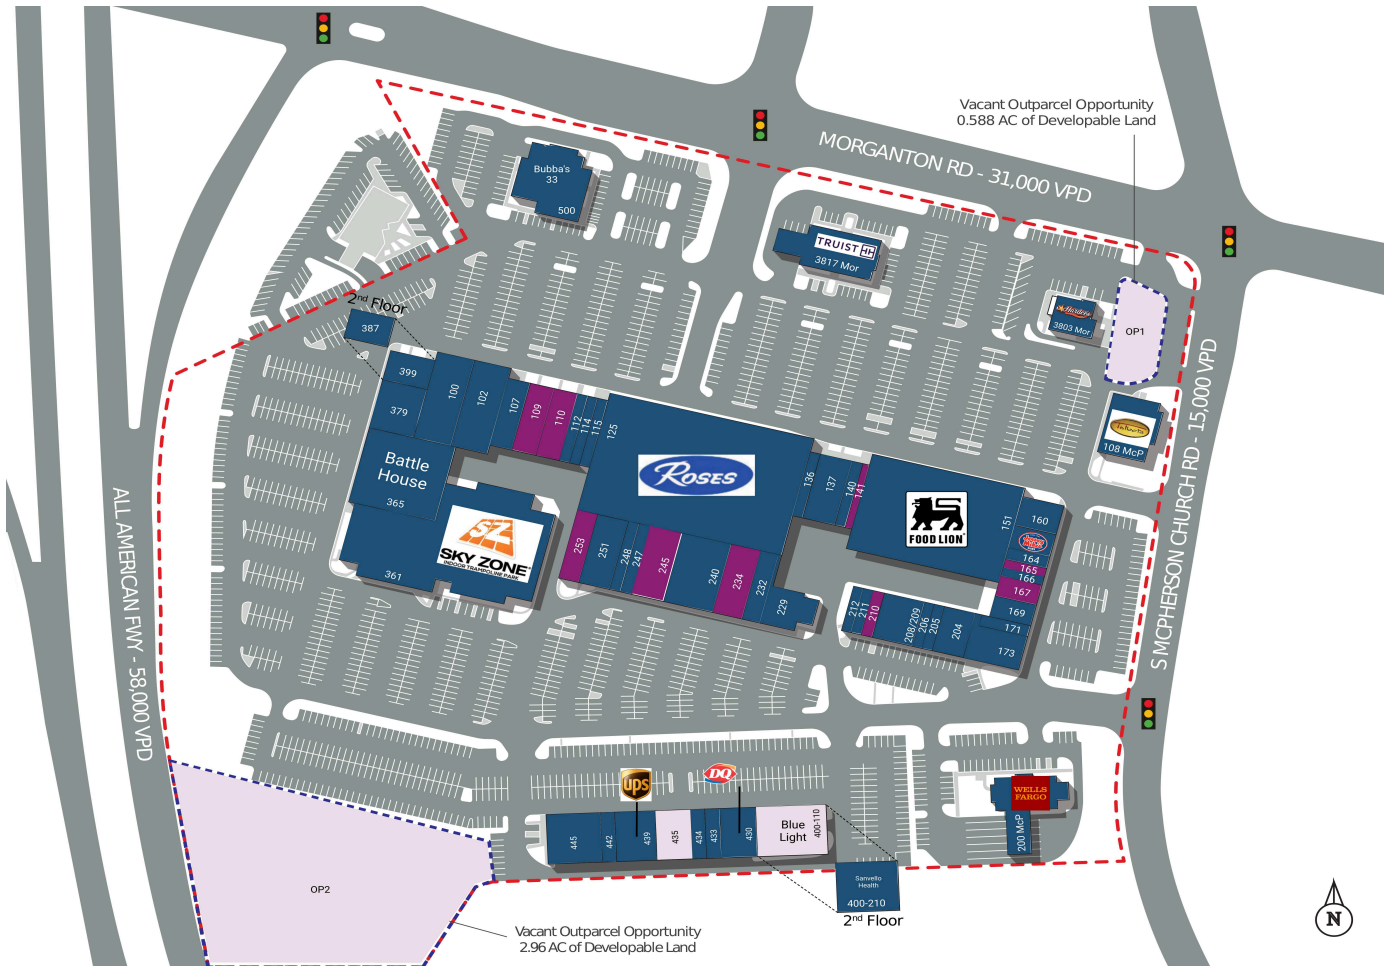 Vacant Outparcel Opportunity
0.588 AC of Developable Land
MORGANTON RD - 31,000 VPD
Bubba's
33
500
TRUIST
3817 Mor
Hardee's
3803 Mor
OP1
2nd Floor
387
399
379
100
102
107
109
110
112
114
115
125
ROSES
136
137
140
141
FOOD LION
151
160
164
165
166
167
169
171
173
108 McP
S MCPHERSON CHURCH RD - 15,000 VPD
Battle
House
365
SKY ZONE
INDOOR TRAMPOLINE PARK
361
253
251
248
247
245
240
234
232
229
212
211
210
208/209
206
205
204
ALL AMERICAN FWY - 58,000 VPD
ups
DQ
445
442
439
435
434
433
430
Blue
Light
400-110
WELLS
FARGO
200 McP
Sanvello
Health
400-210
2nd Floor
OP2
Vacant Outparcel Opportunity
2.96 AC of Developable Land
N